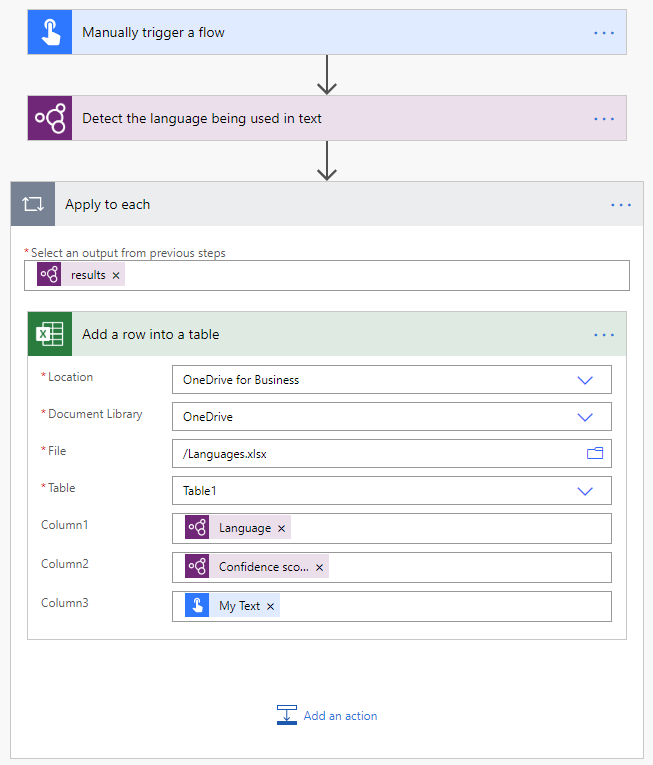 Manually trigger a flow
Detect the language being used in text
Apply to each
*Select an output from previous steps
results ×
Add a row into a table
*Location OneDrive for Business
*Document Library OneDrive
*File /Languages.xlsx
*Table Table1
Column1 Language ×
Column2 Confidence sco... ×
Column3 My Text ×
Add an action